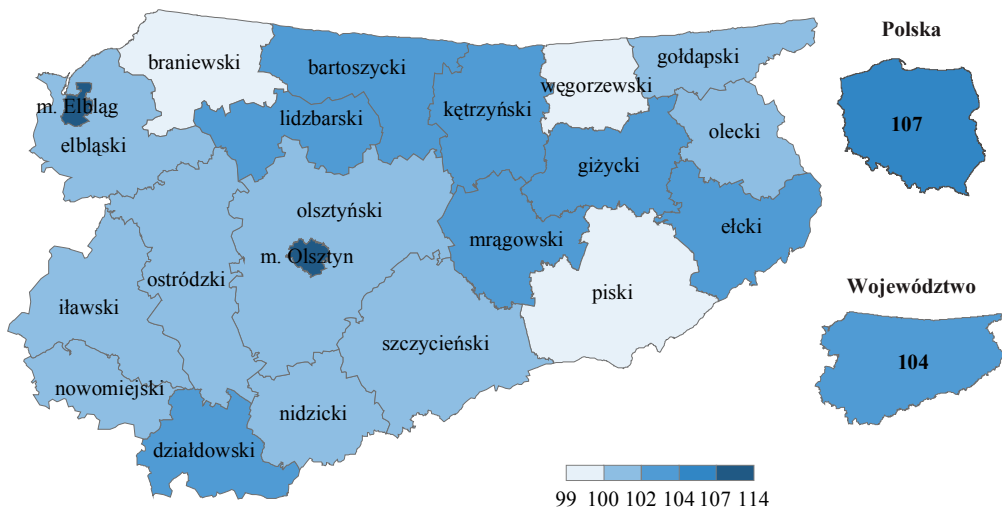 braniewski
bartoszycki
węgorzewski
gołdapski
m. Elbląg
lidzbarski
kętrzyński
olecki
elbląski
giżycki
olsztyński
ełcki
m. Olsztyn
mrągowski
ostródzki
piski
iławski
szczycieński
nowomiejski
nidzicki
działdowski
Polska
107
Województwo
104
99 100 102 104 107 114